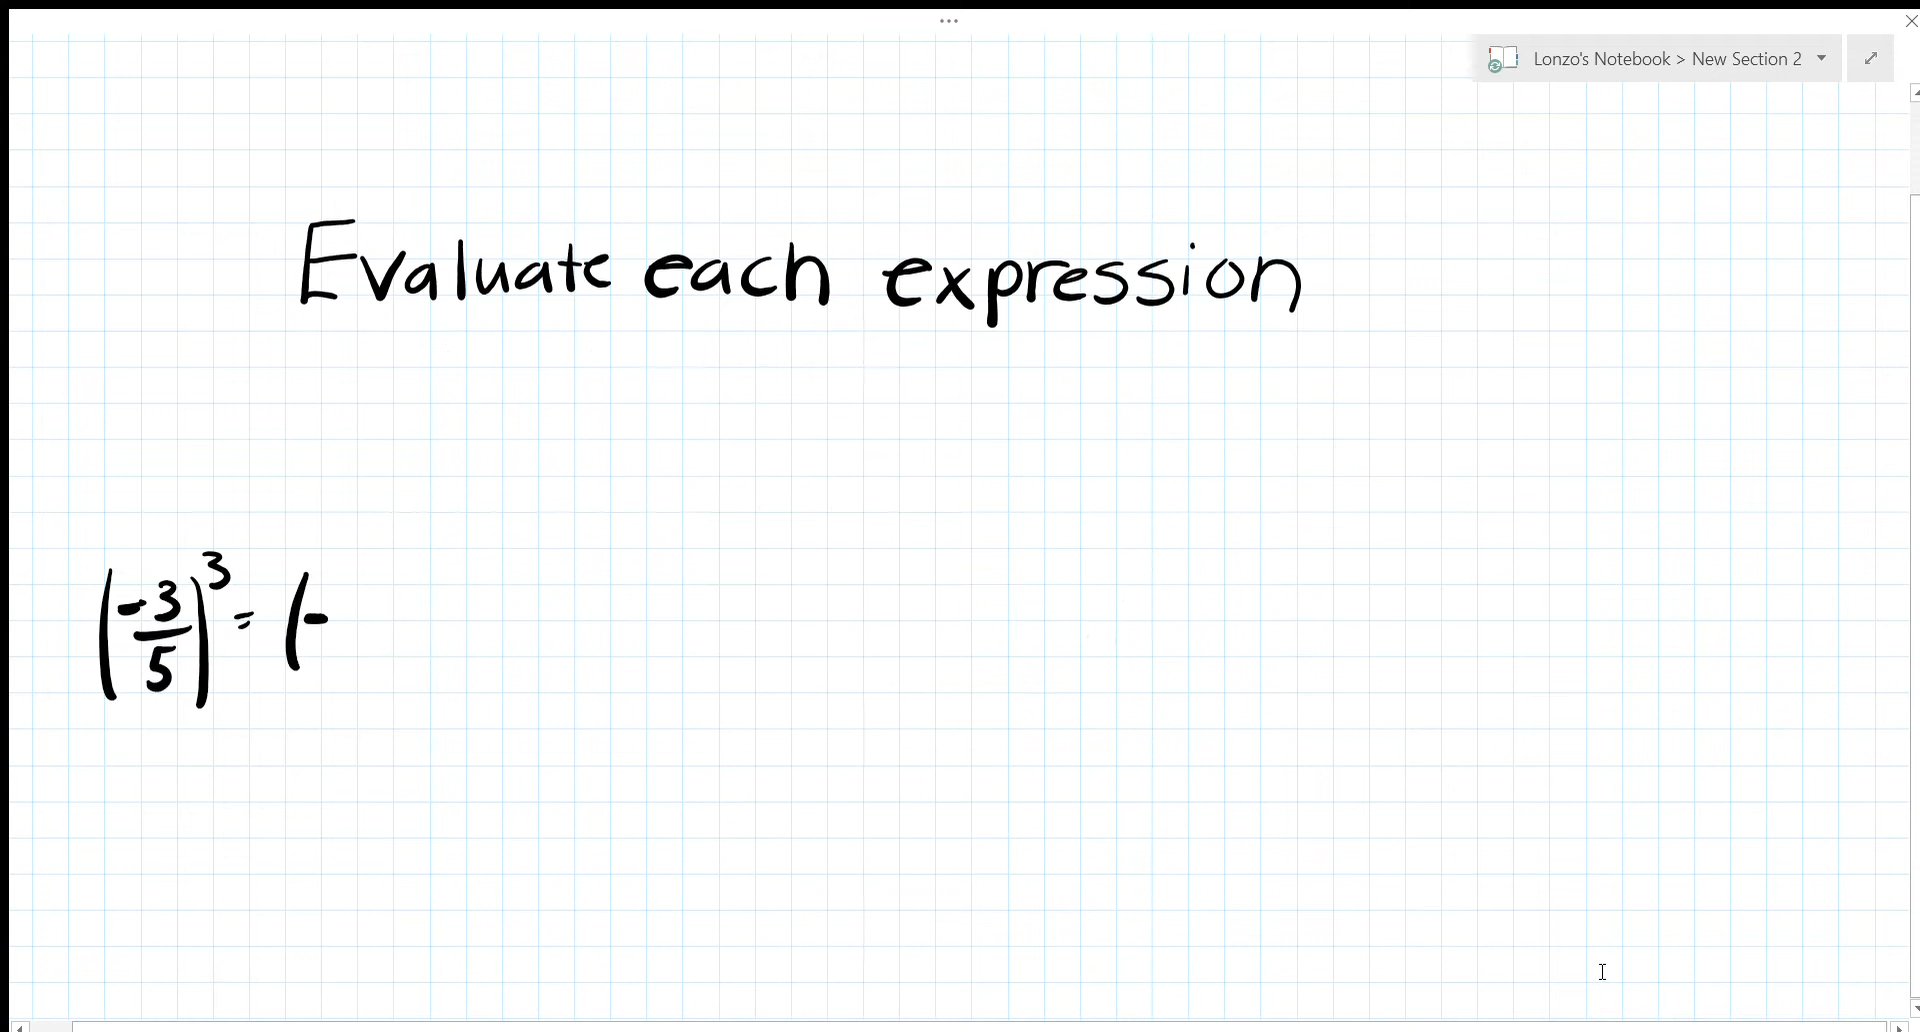 Lonzo's Notebook > New Section 2
Evaluate each expression
(-3/5)^3 = (-